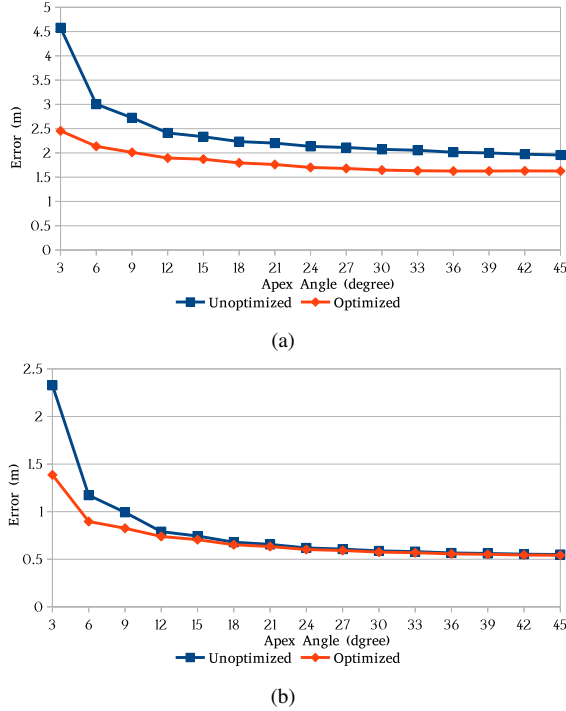 5
4.5
4
3.5
3
2.5
2
1.5
1
0.5
0
Error (m)
3 6 9 12 15 18 21 24 27 30 33 36 39 42 45
Apex Angle (degree)
Unoptimized Optimized
(a)
2.5
2
1.5
1
0.5
0
Error (m)
3 6 9 12 15 18 21 24 27 30 33 36 39 42 45
Apex Angle (dgree)
Unoptimized Optimized
(b)